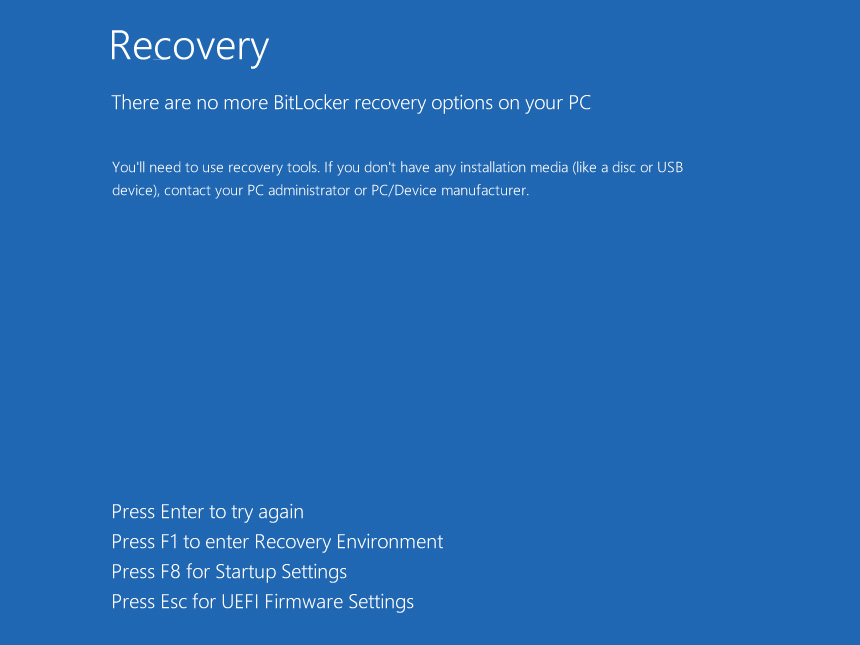 Recovery
There are no more BitLocker recovery options on your PC
You'll need to use recovery tools. If you don't have any installation media (like a disc or USB
device), contact your PC administrator or PC/Device manufacturer.
Press Enter to try again
Press F1 to enter Recovery Environment
Press F8 for Startup Settings
Press Esc for UEFI Firmware Settings